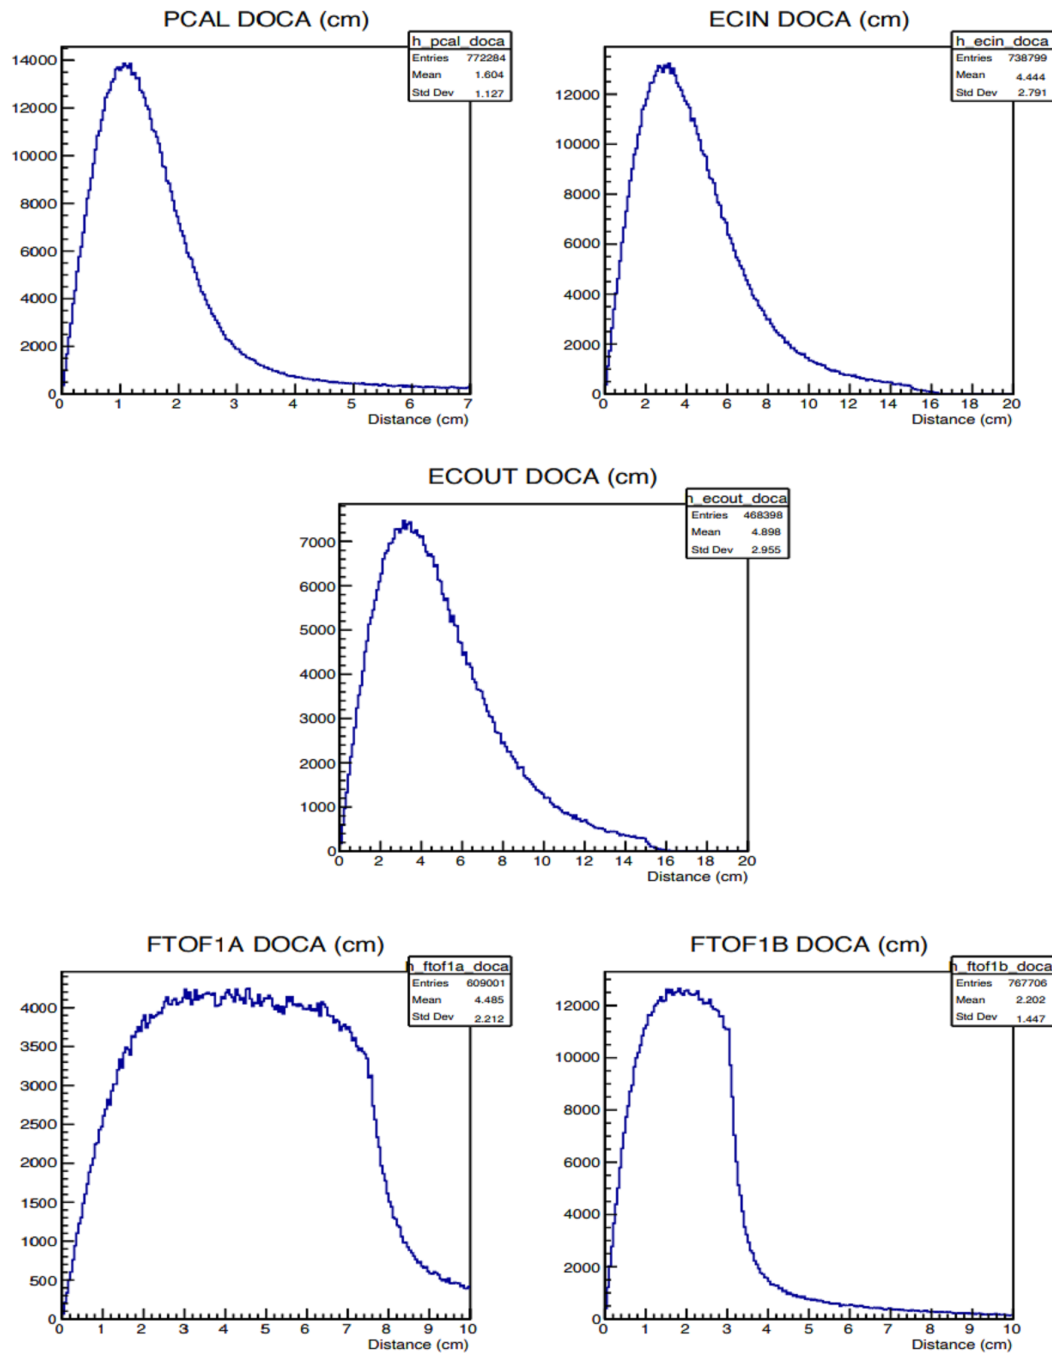 PCAL DOCA (cm)
h_pcal_doca
Entries 772284
Mean 1.604
Std Dev 1.127
14000
12000
10000
8000
6000
4000
2000
0
0 1 2 3 4 5 6 7
Distance (cm)
ECIN DOCA (cm)
h_ecin_doca
Entries 738799
Mean 4.444
Std Dev 2.791
12000
10000
8000
6000
4000
2000
0
0 2 4 6 8 10 12 14 16 18 20
Distance (cm)
ECOUT DOCA (cm)
h_ecout_doca
Entries 468398
Mean 4.898
Std Dev 2.955
7000
6000
5000
4000
3000
2000
1000
0
0 2 4 6 8 10 12 14 16 18 20
Distance (cm)
FTOF1A DOCA (cm)
h_ftof1a_doca
Entries 609001
Mean 4.485
Std Dev 2.212
4000
3500
3000
2500
2000
1500
1000
500
0
0 1 2 3 4 5 6 7 8 9 10
Distance (cm)
FTOF1B DOCA (cm)
h_ftof1b_doca
Entries 767706
Mean 2.202
Std Dev 1.447
12000
10000
8000
6000
4000
2000
0
0 1 2 3 4 5 6 7 8 9 10
Distance (cm)